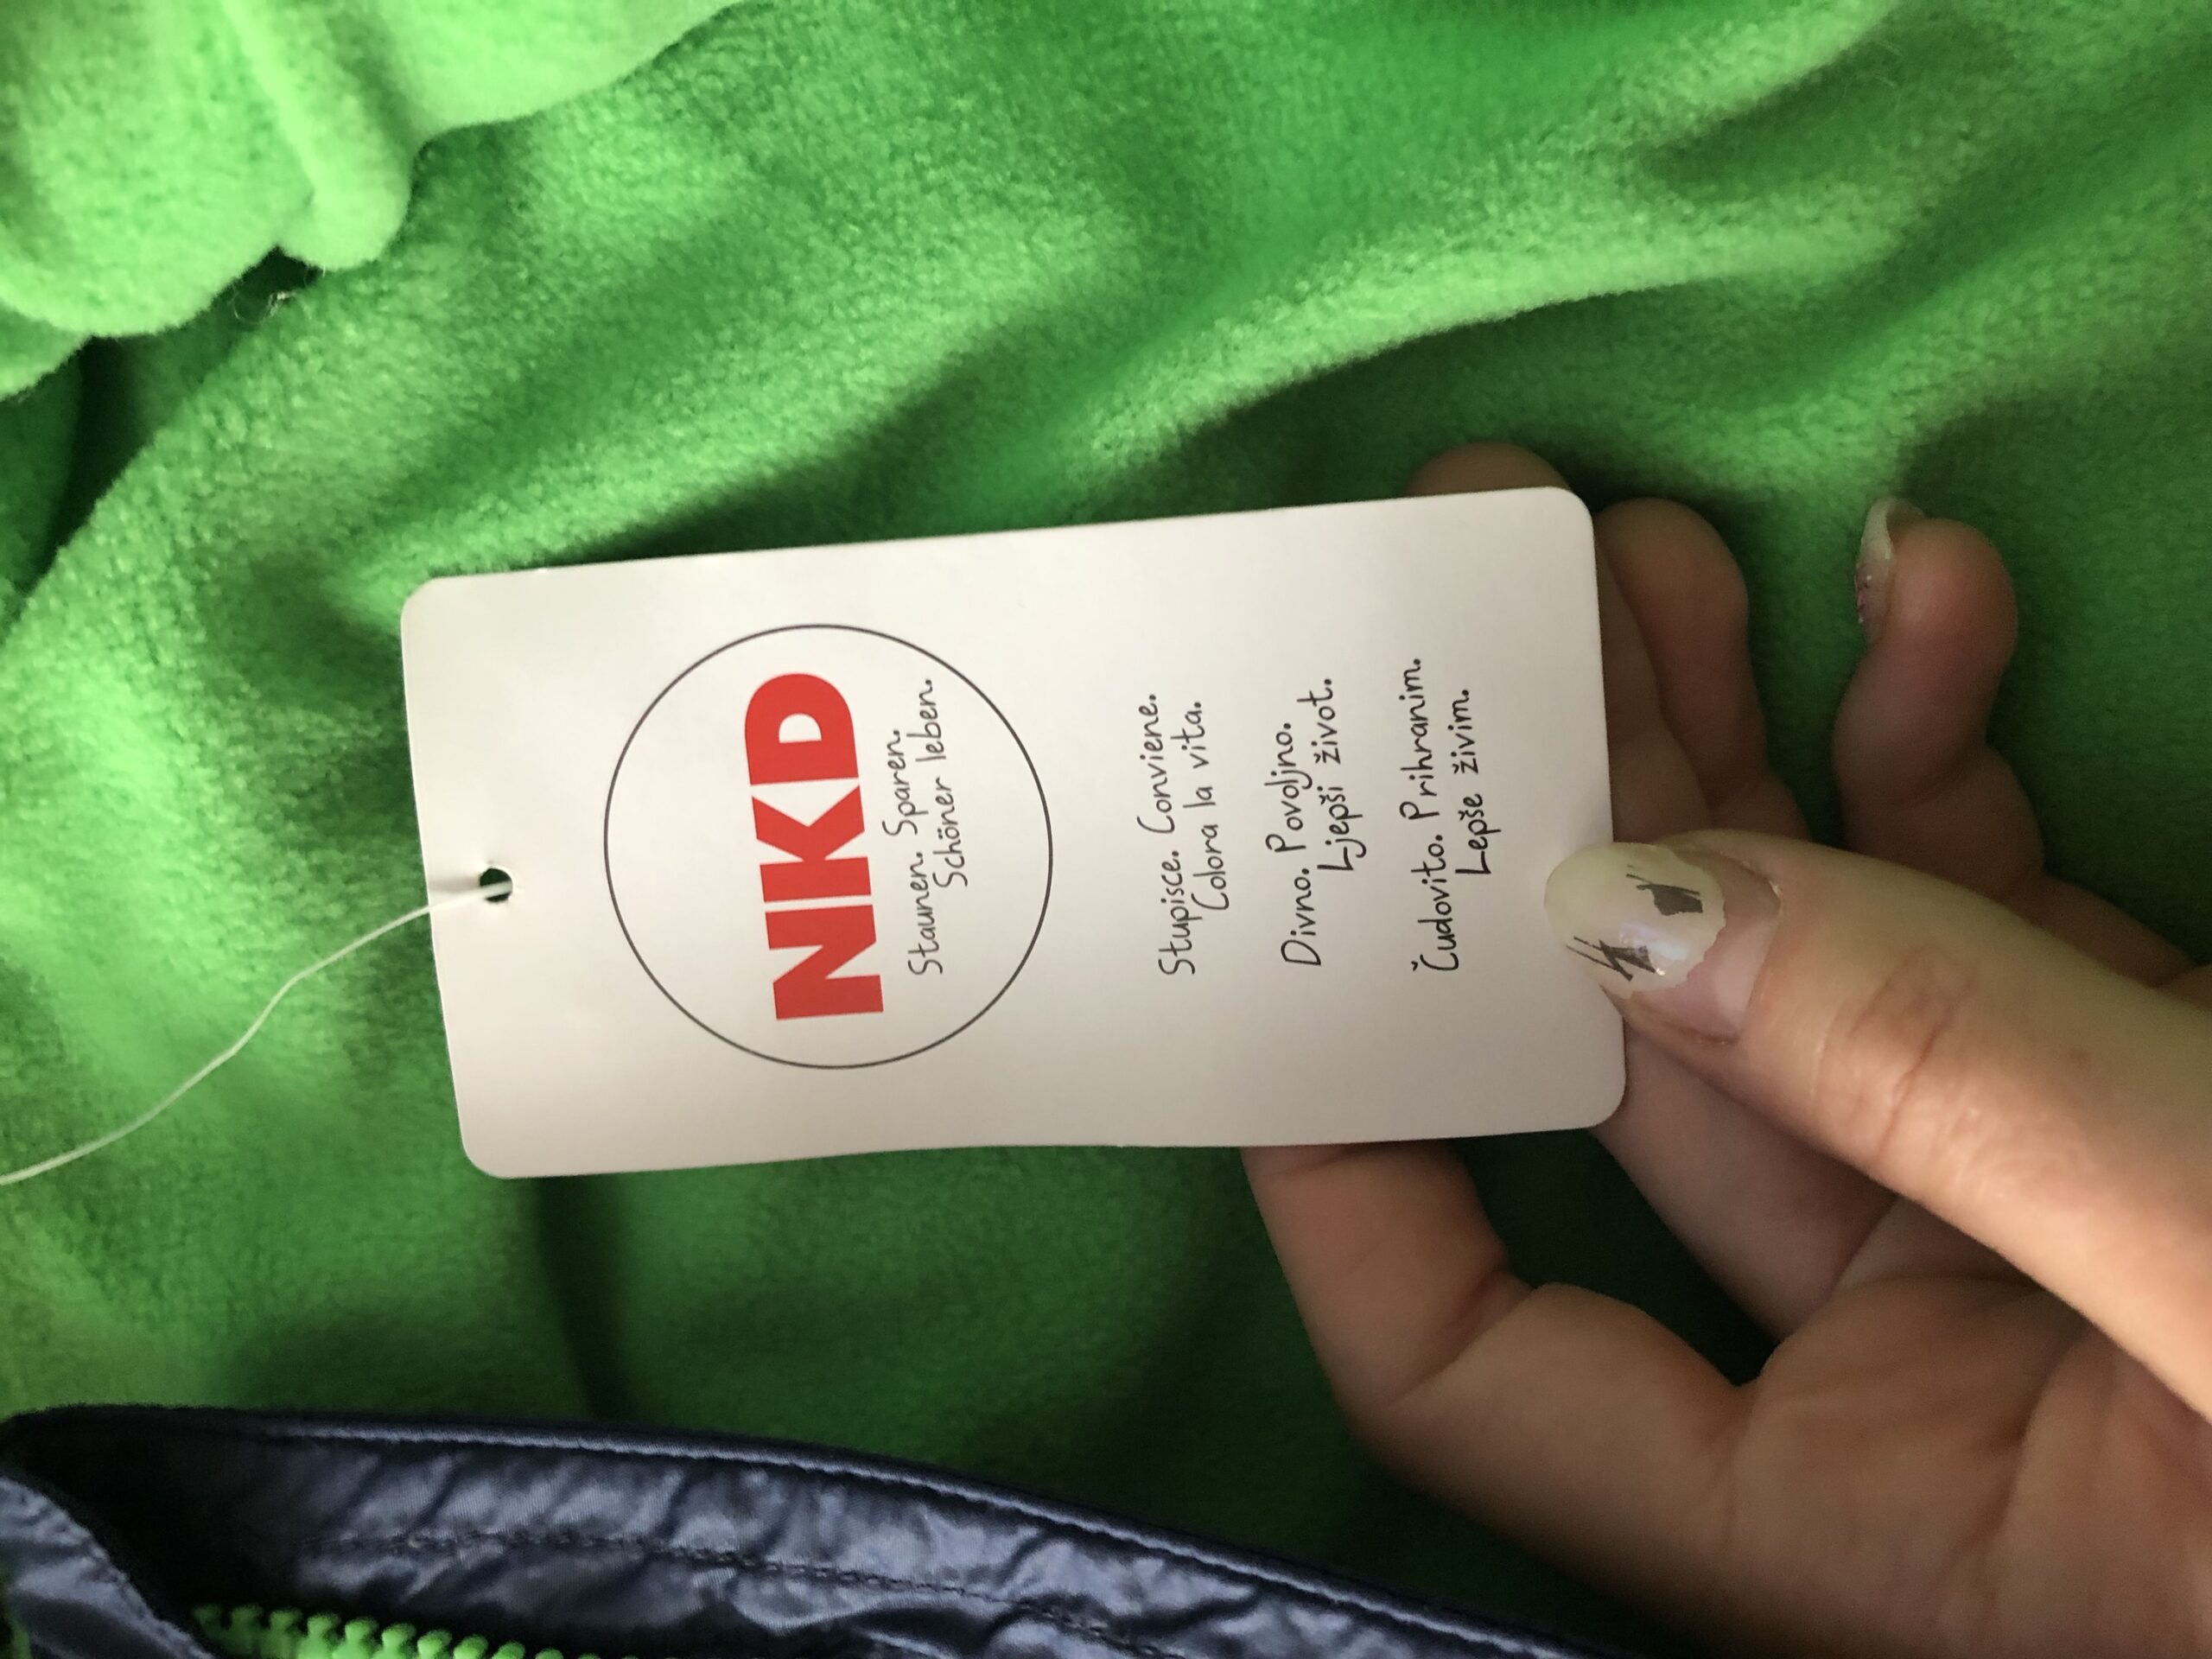 NKD
Staunen. Sparen.
Schöner leben.
Stupisce. Conviene.
Colora la vita.
Divno. Povoljno.
Ljepši život.
Čudovito. Prihranim.
Lepše živim.